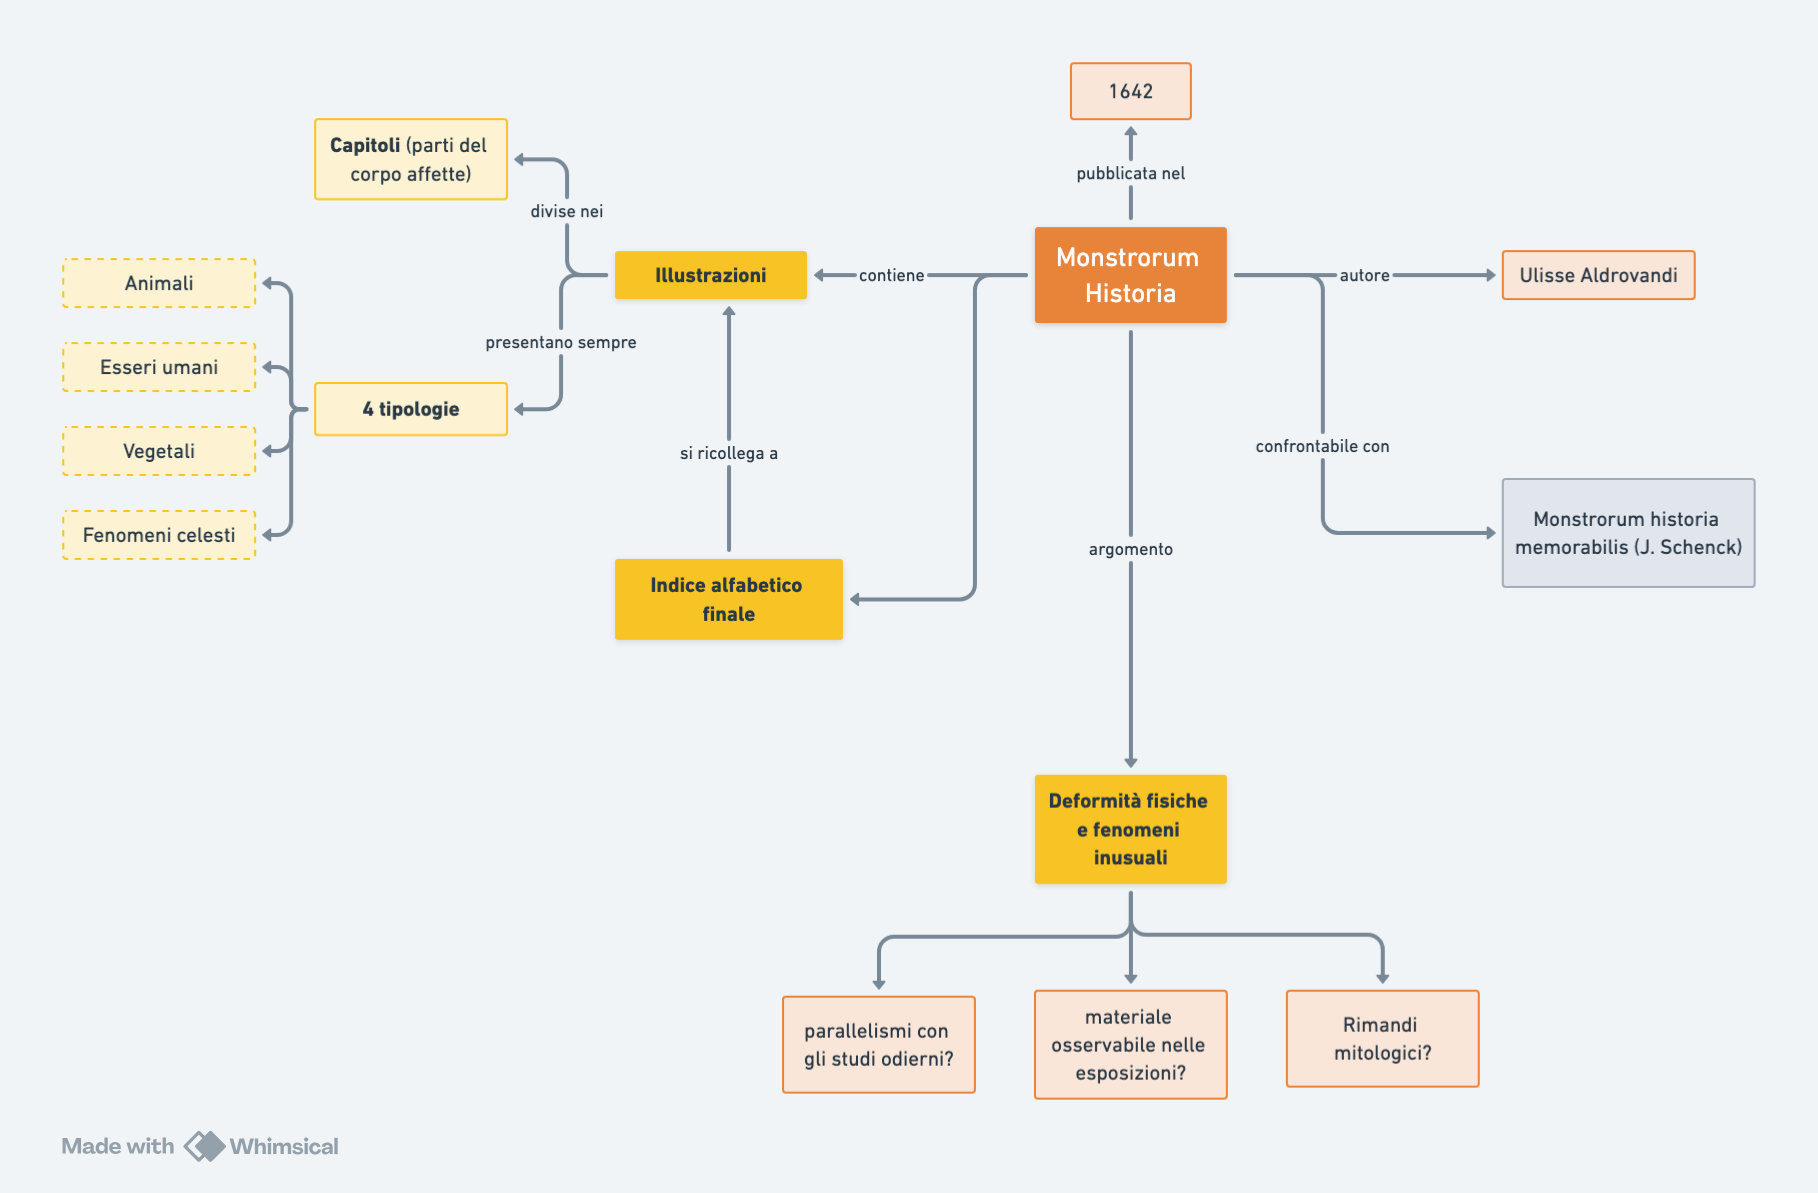 1642
pubblicata nel
Monstrorum
Historia
Capitoli (parti del
corpo affette)
divise nei
Illustrazioni
contiene
autore
Ulisse Aldrovandi
Animali
Esseri umani
Vegetali
Fenomeni celesti
presentano sempre
4 tipologie
si ricollega a
confrontabile con
Monstrorum historia
memorabilis (J. Schenck)
argomento
Indice alfabetico
finale
Deformità fisiche
e fenomeni
inusuali
parallelismi con
gli studi odierni?
materiale
osservabile nelle
esposizioni?
Rimandi
mitologici?
Made with Whimsical